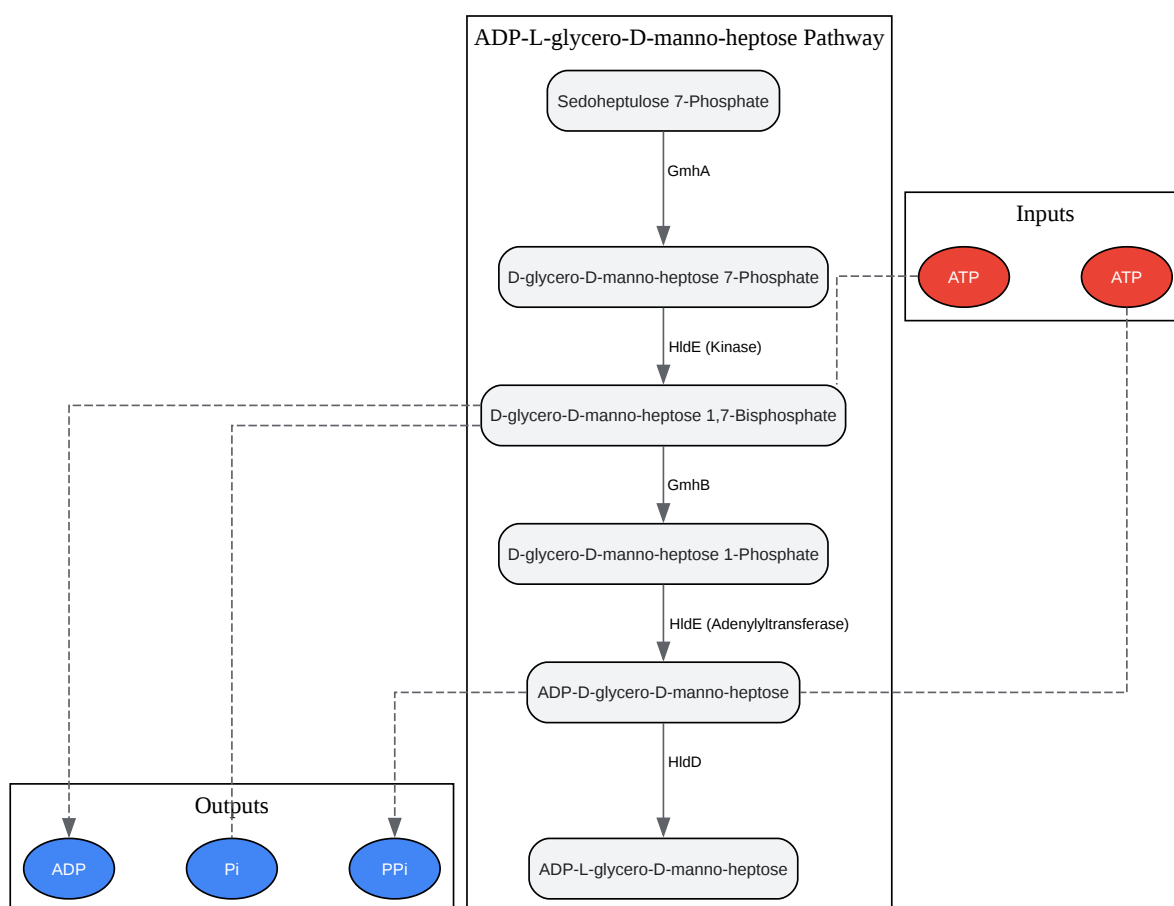 ADP-L-glycero-D-manno-heptose Pathway
Sedoheptulose 7-Phosphate
GmhA
Inputs
D-glycero-D-manno-heptose 7-Phosphate
ATP
ATP
HldE (Kinase)
D-glycero-D-manno-heptose 1,7-Bisphosphate
GmhB
D-glycero-D-manno-heptose 1-Phosphate
HldE (Adenylyltransferase)
ADP-D-glycero-D-manno-heptose
HldD
Outputs
ADP
Pi
PPi
ADP-L-glycero-D-manno-heptose